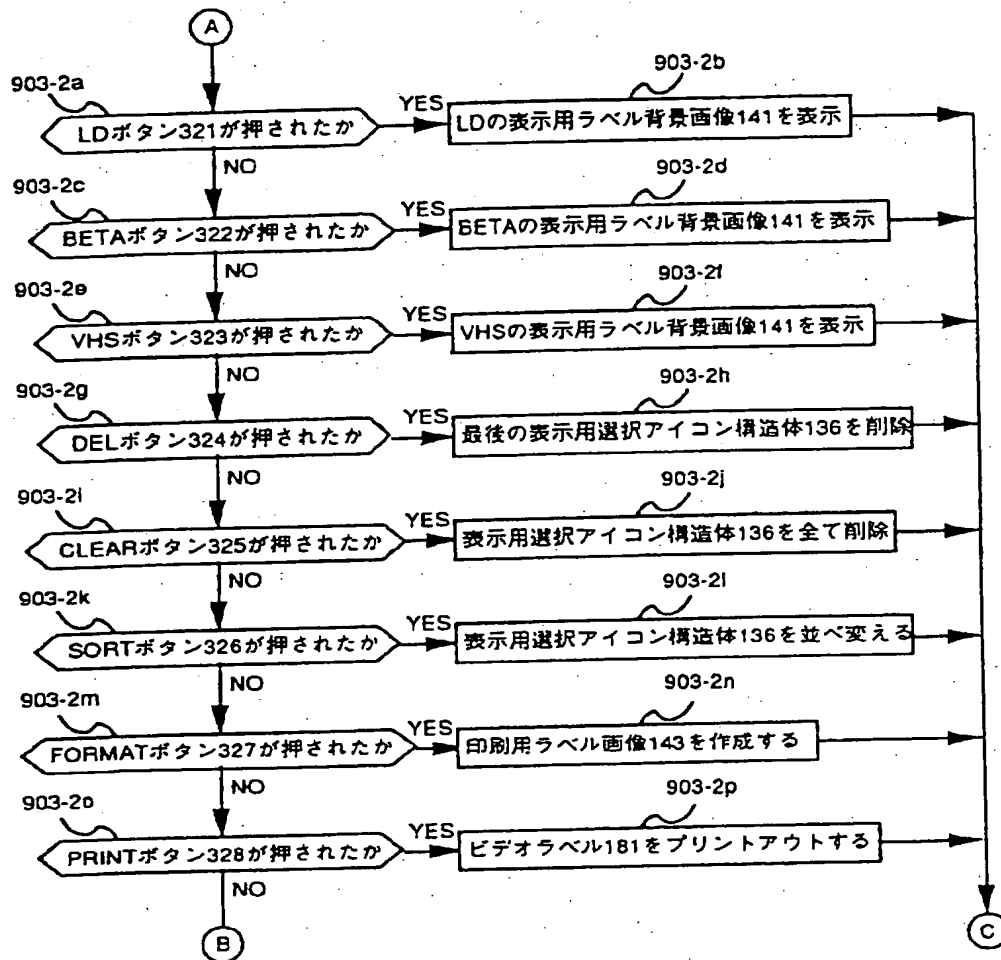 A
903-2a
903-2b
LDボタン321が押されたか
YES
LDの表示用ラベル背景画像141を表示
NO
903-2c
903-2d
BETAボタン322が押されたか
YES
BETAの表示用ラベル背景画像141を表示
NO
903-2e
903-2f
VHSボタン323が押されたか
YES
VHSの表示用ラベル背景画像141を表示
NO
903-2g
903-2h
DELボタン324が押されたか
YES
最後の表示用選択アイコン構造体136を削除
NO
903-2i
903-2j
CLEARボタン325が押されたか
YES
表示用選択アイコン構造体136を全て削除
NO
903-2k
903-2l
SORTボタン326が押されたか
YES
表示用選択アイコン構造体136を並べ変える
NO
903-2m
903-2n
FORMATボタン327が押されたか
YES
印刷用ラベル画像143を作成する
NO
903-2o
903-2p
PRINTボタン328が押されたか
YES
ビデオラベル181をプリントアウトする
NO
B
C